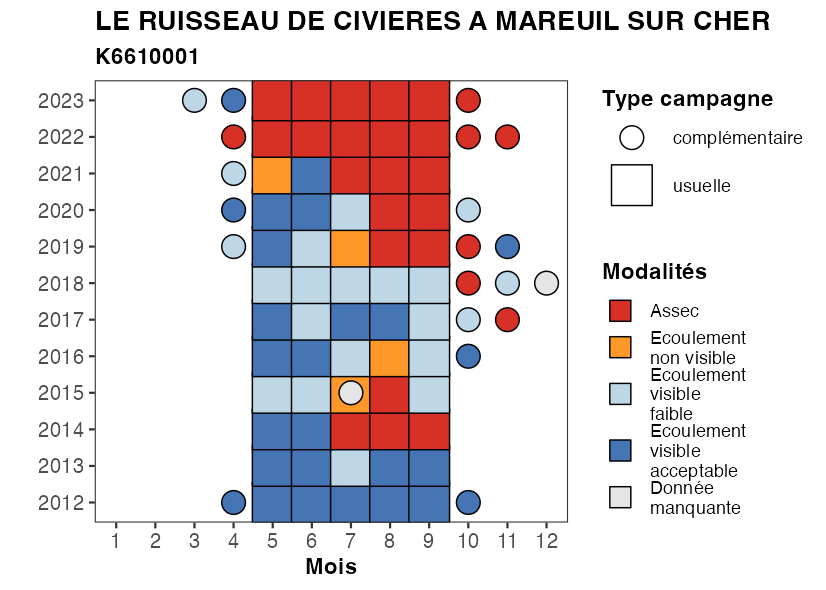 LE RUISSEAU DE CIVIERES A MAREUIL SUR CHER
K6610001
2023
2022
2021
2020
2019
2018
2017
2016
2015
2014
2013
2012
1 2 3 4 5 6 7 8 9 10 11 12
Mois
Type campagne
complémentaire
usuelle
Modalités
Assec
Ecoulement
non visible
Ecoulement
visible
faible
Ecoulement
visible
acceptable
Donnée
manquante